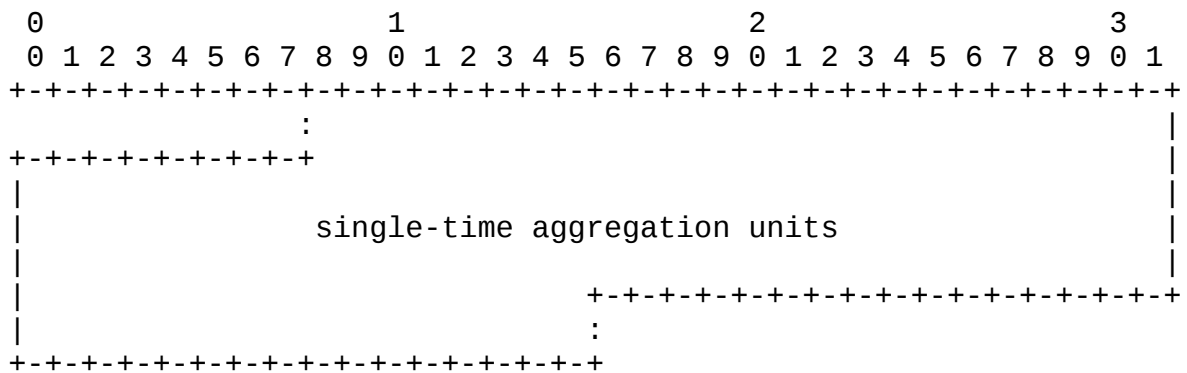 0                   1                   2                   3
 0 1 2 3 4 5 6 7 8 9 0 1 2 3 4 5 6 7 8 9 0 1 2 3 4 5 6 7 8 9 0 1
+-+-+-+-+-+-+-+-+-+-+-+-+-+-+-+-+-+-+-+-+-+-+-+-+-+-+-+-+-+-+-+-+
                :                                               |
+-+-+-+-+-+-+-+-+                                               |
|                                                               |
|                single-time aggregation units                  |
|                                                               |
|                               +-+-+-+-+-+-+-+-+-+-+-+-+-+-+-+-+
|                               :
+-+-+-+-+-+-+-+-+-+-+-+-+-+-+-+-+